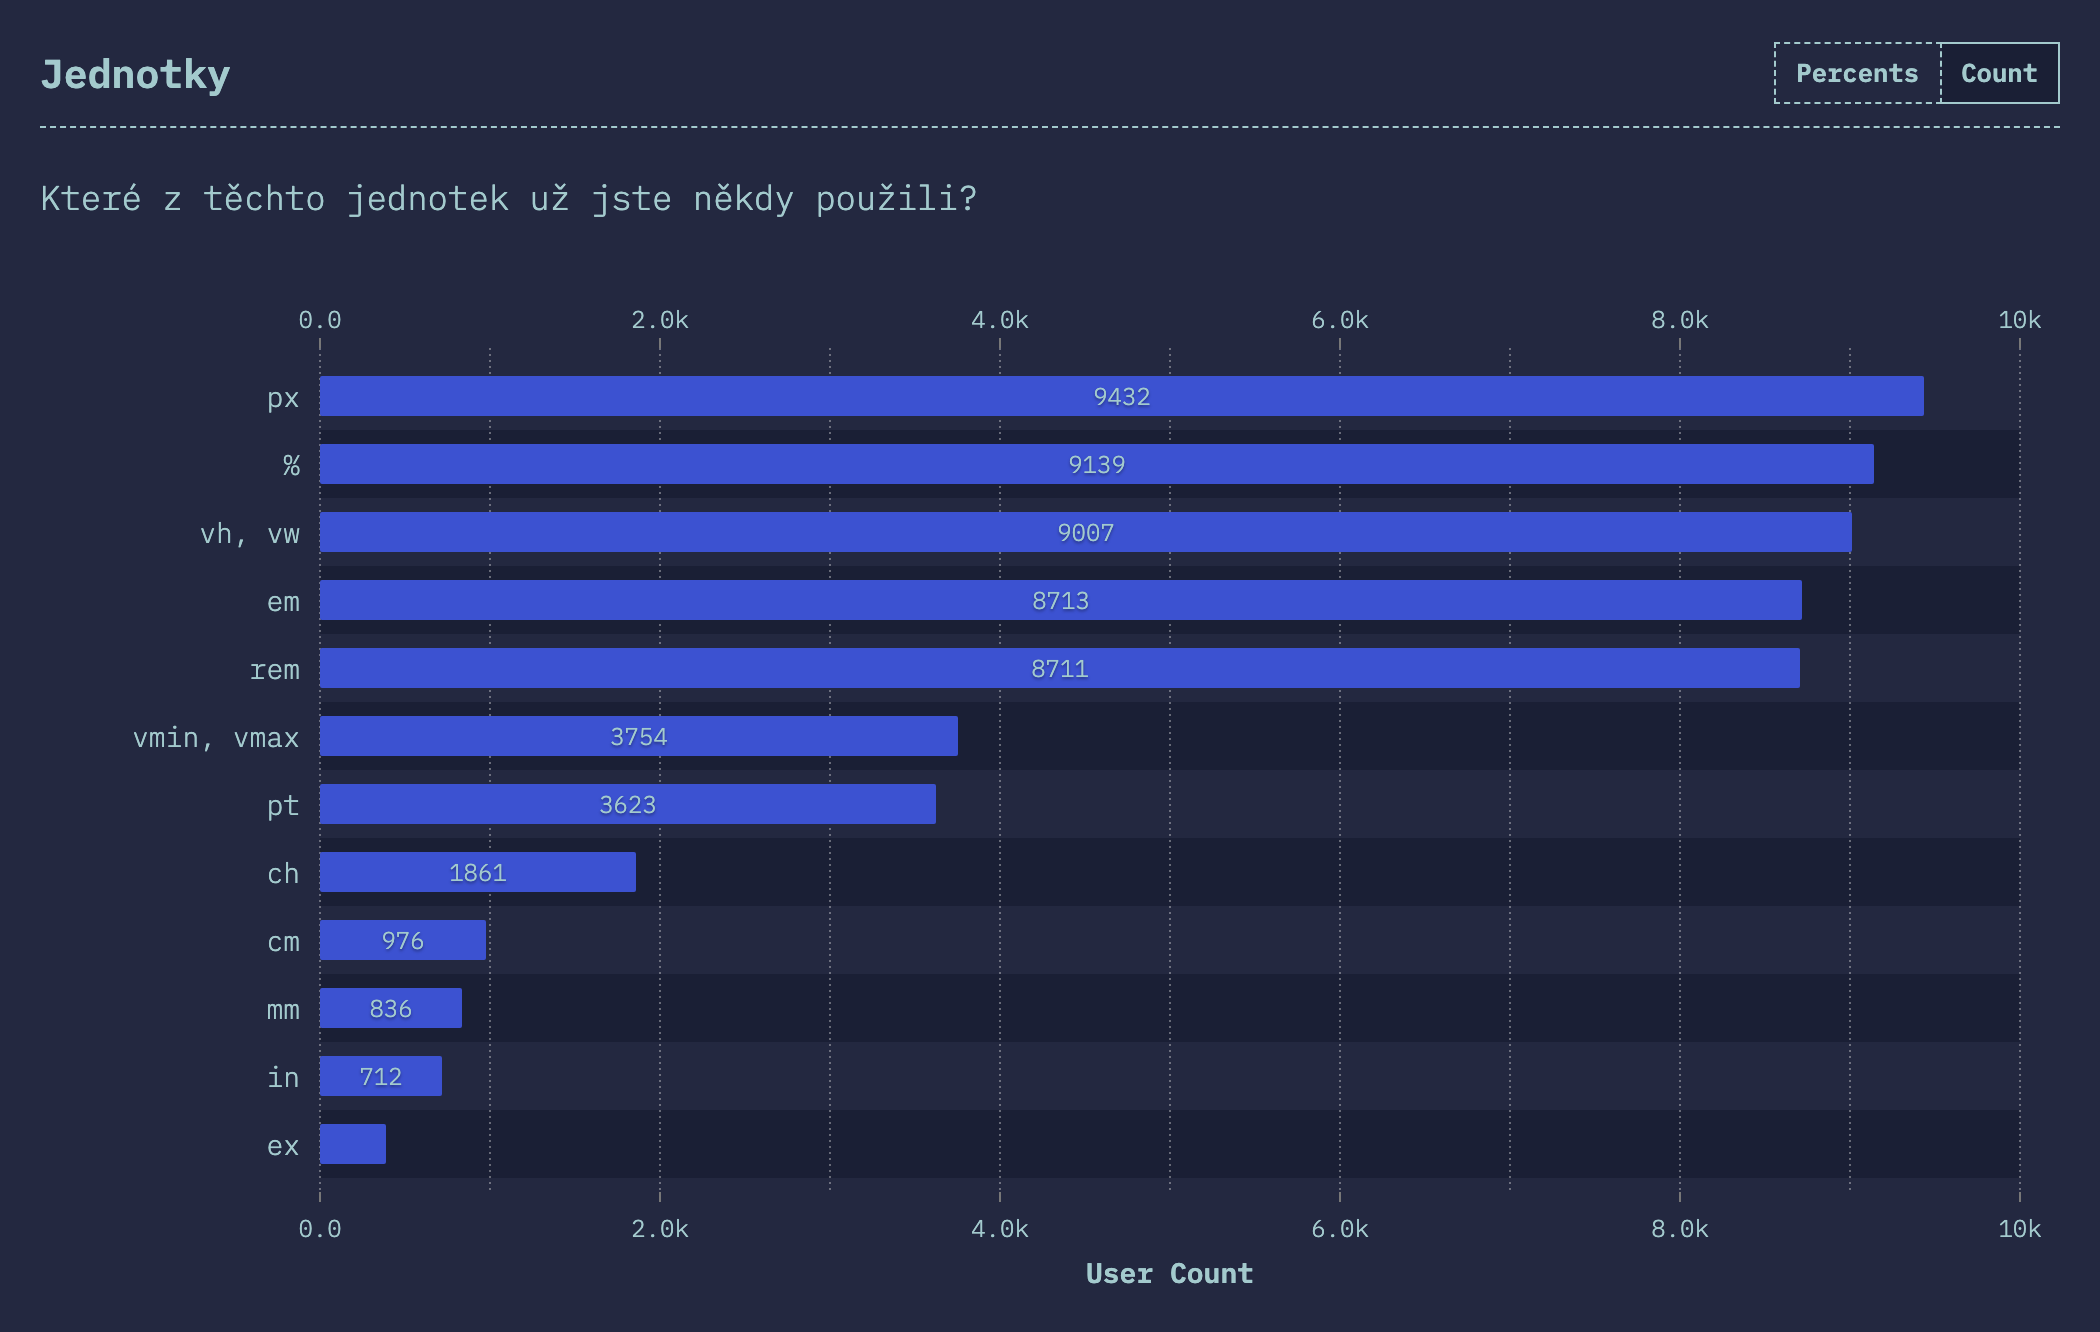 Jednotky
Percents Count
Které z těchto jednotek už jste někdy použili?
0.0 2.0k 4.0k 6.0k 8.0k 10k
px 9432
% 9139
vh, vw 9007
em 8713
rem 8711
vmin, vmax 3754
pt 3623
ch 1861
cm 976
mm 836
in 712
ex
0.0 2.0k 4.0k 6.0k 8.0k 10k
User Count